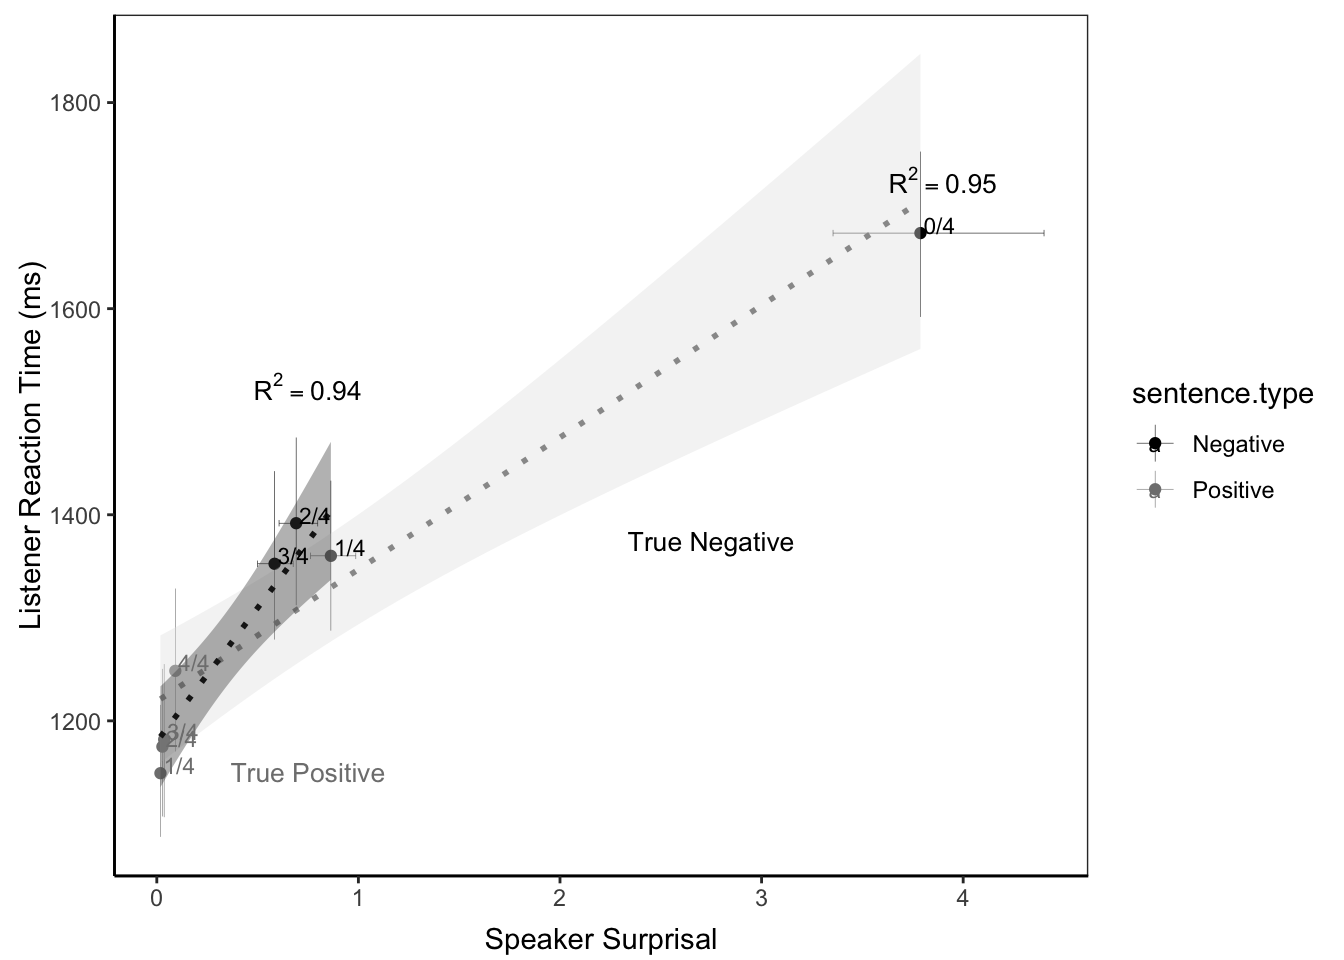 1800
1600
1400
1200
Listener Reaction Time (ms)
R² = 0.95
0/4
R² = 0.94
2/4
3/4
1/4
True Negative
4/4
3/4
2/4
1/4
True Positive
0
1
2
3
4
Speaker Surprisal
sentence.type
a Negative
a Positive